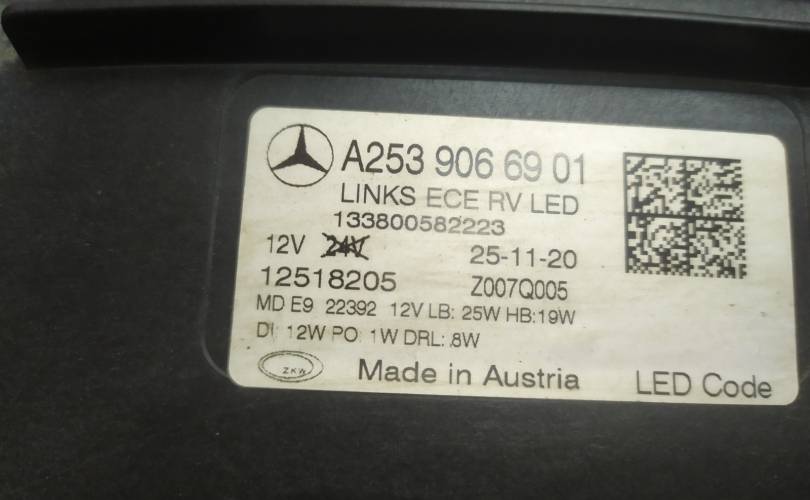 A253 906 69 01
LINKS ECE RV LED
133800582223
12V 24V 25-11-20
12518205 Z007Q005
MD E9 22392 12V LB: 25W HB:19W
DI: 12W PO: 1W DRL: 8W
ZKW Made in Austria LED Code